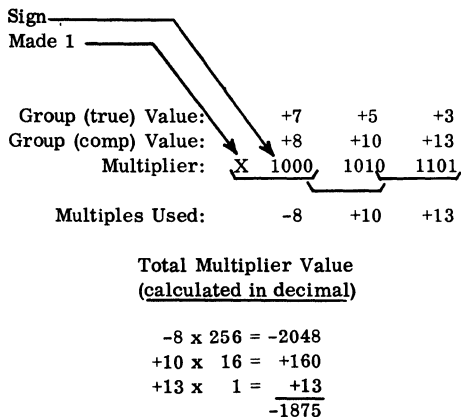 Sign
Made 1
Group (true) Value: +7 +5 +3
Group (comp) Value: +8 +10 +13
Multiplier: X 1000 1010 1101
Multiples Used: -8 +10 +13
Total Multiplier Value
(calculated in decimal)
-8 x 256 = -2048
+10 x 16 = +160
+13 x 1 = +13
-1875